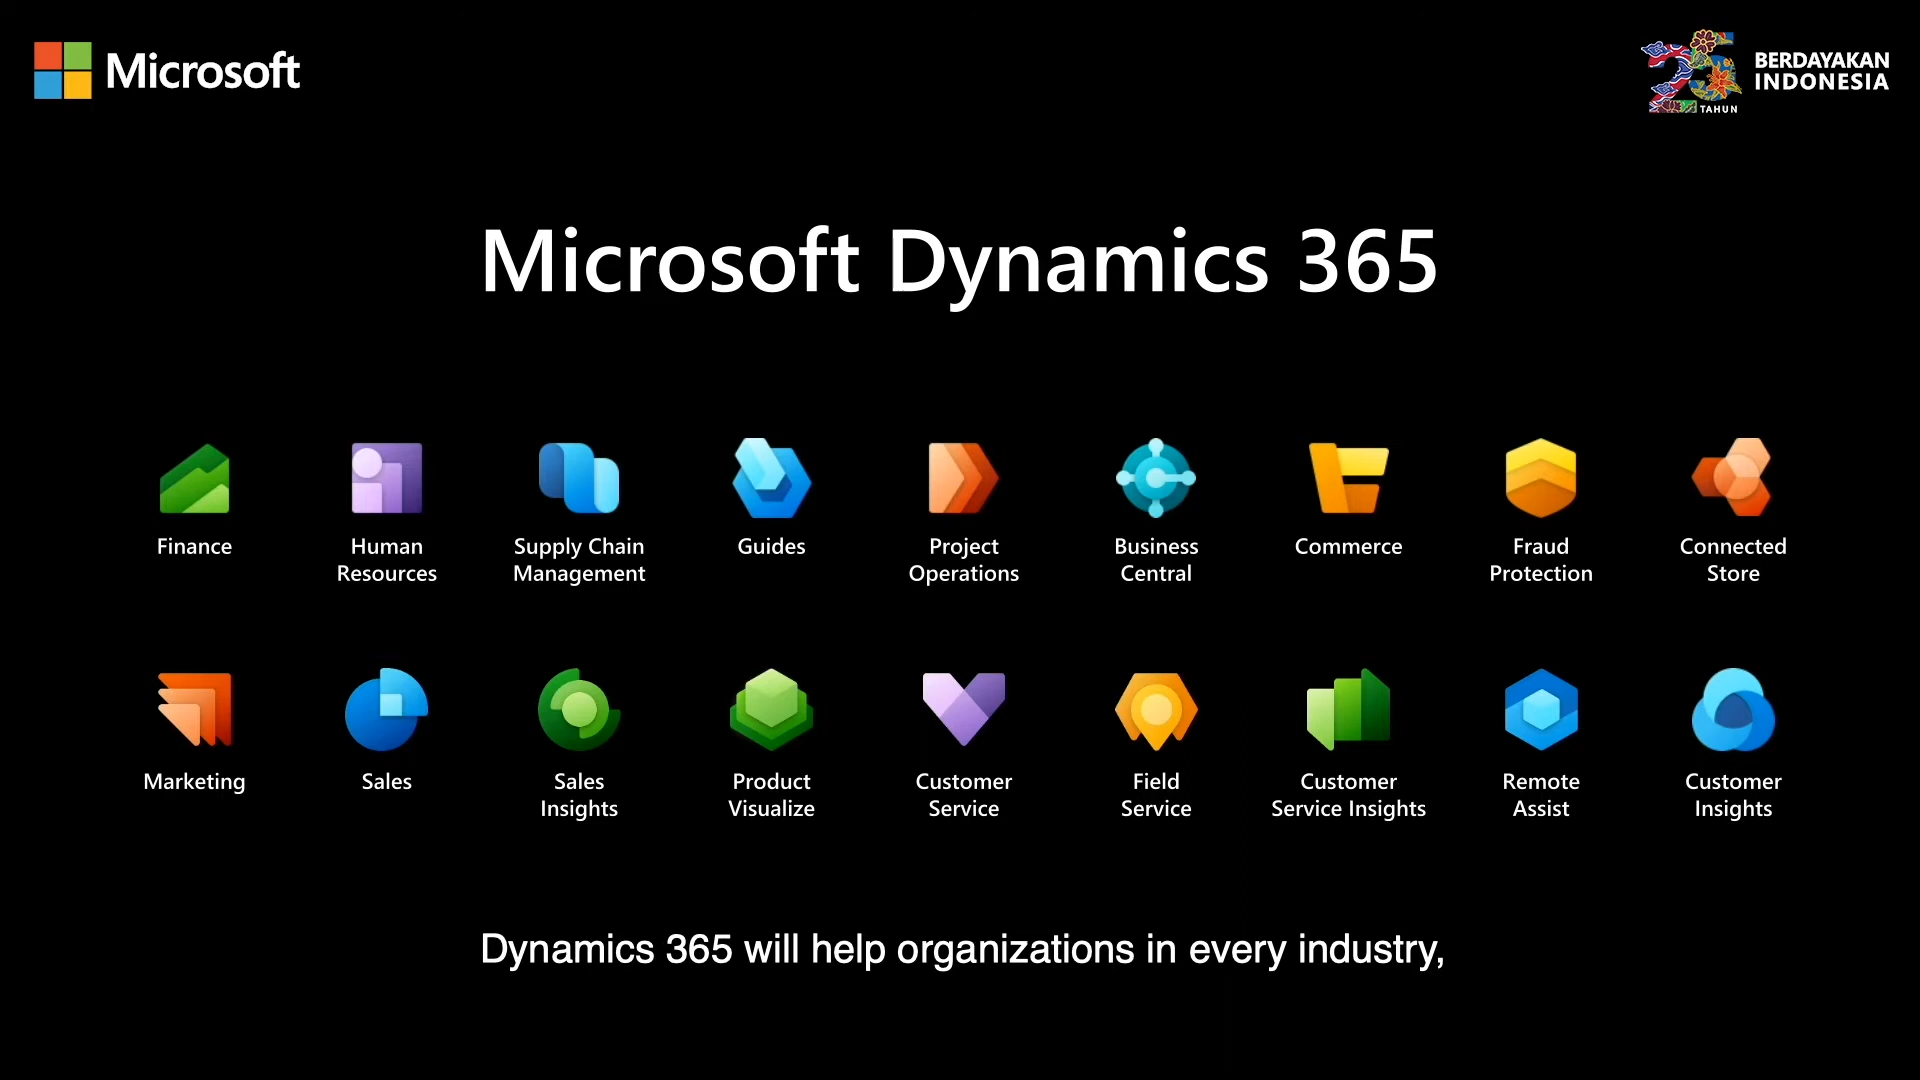 Microsoft
25 TAHUN
BERDAYAKAN
INDONESIA
Microsoft Dynamics 365
Finance
Human
Resources
Supply Chain
Management
Guides
Project
Operations
Business
Central
Commerce
Fraud
Protection
Connected
Store
Marketing
Sales
Sales
Insights
Product
Visualize
Customer
Service
Field
Service
Customer
Service Insights
Remote
Assist
Customer
Insights
Dynamics 365 will help organizations in every industry,